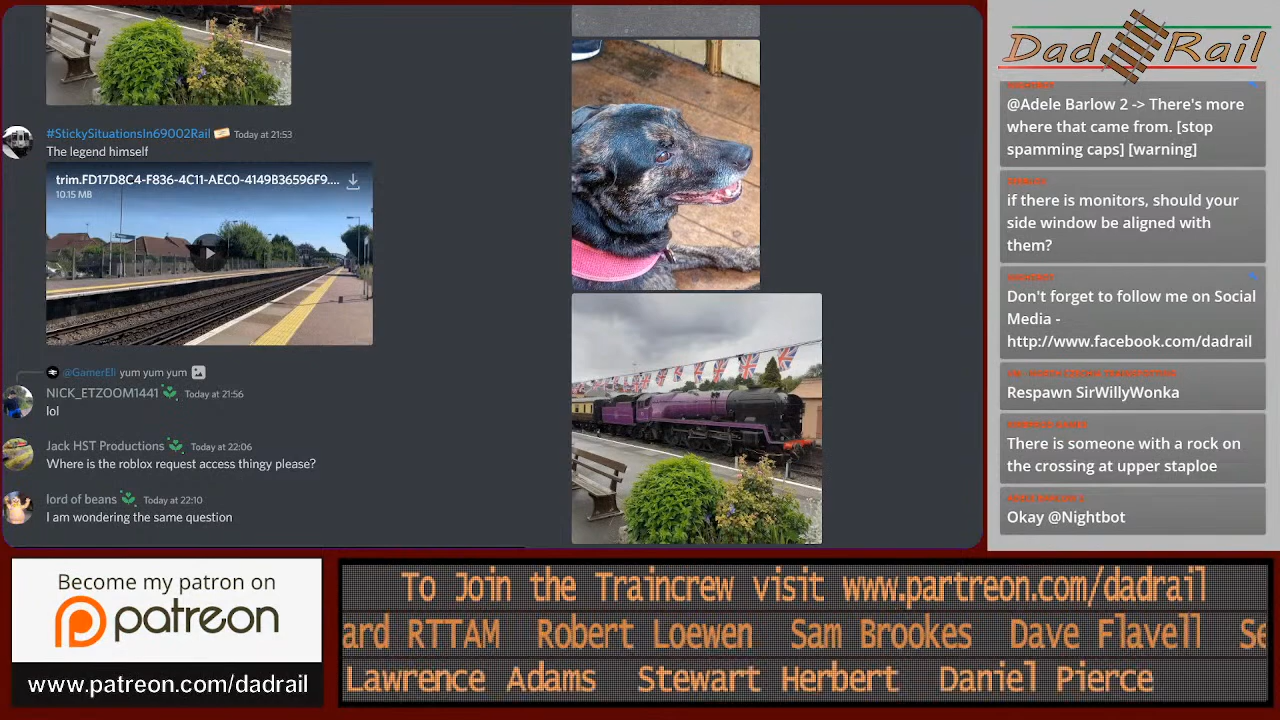 #StickySituationsIn69002Rail Today at 21:53
The legend himself
trim.FD17D8C4-F836-4C11-AEC0-4149B36596F9....
10.15 MB
@GamerEli yum yum yum
NICK_ETZOOM1441 Today at 21:56
lol
Jack HST Productions Today at 22:06
Where is the roblox request access thingy please?
lord of beans Today at 22:10
I am wondering the same question
Dad Rail
@Adele Barlow 2 -> There's more
where that came from. [stop
spamming caps] [warning]
if there is monitors, should your
side window be aligned with
them?
Don't forget to follow me on Social
Media -
http://www.facebook.com/dadrail
Respawn SirWillyWonka
There is someone with a rock on
the crossing at upper staploe
Okay @Nightbot
Become my patron on
patreon
www.patreon.com/dadrail
To Join the Traincrew visit www.partreon.com/dadrail
ard RTTAM Robert Loewen Sam Brookes Dave Flavell Se
Lawrence Adams Stewart Herbert Daniel Pierce